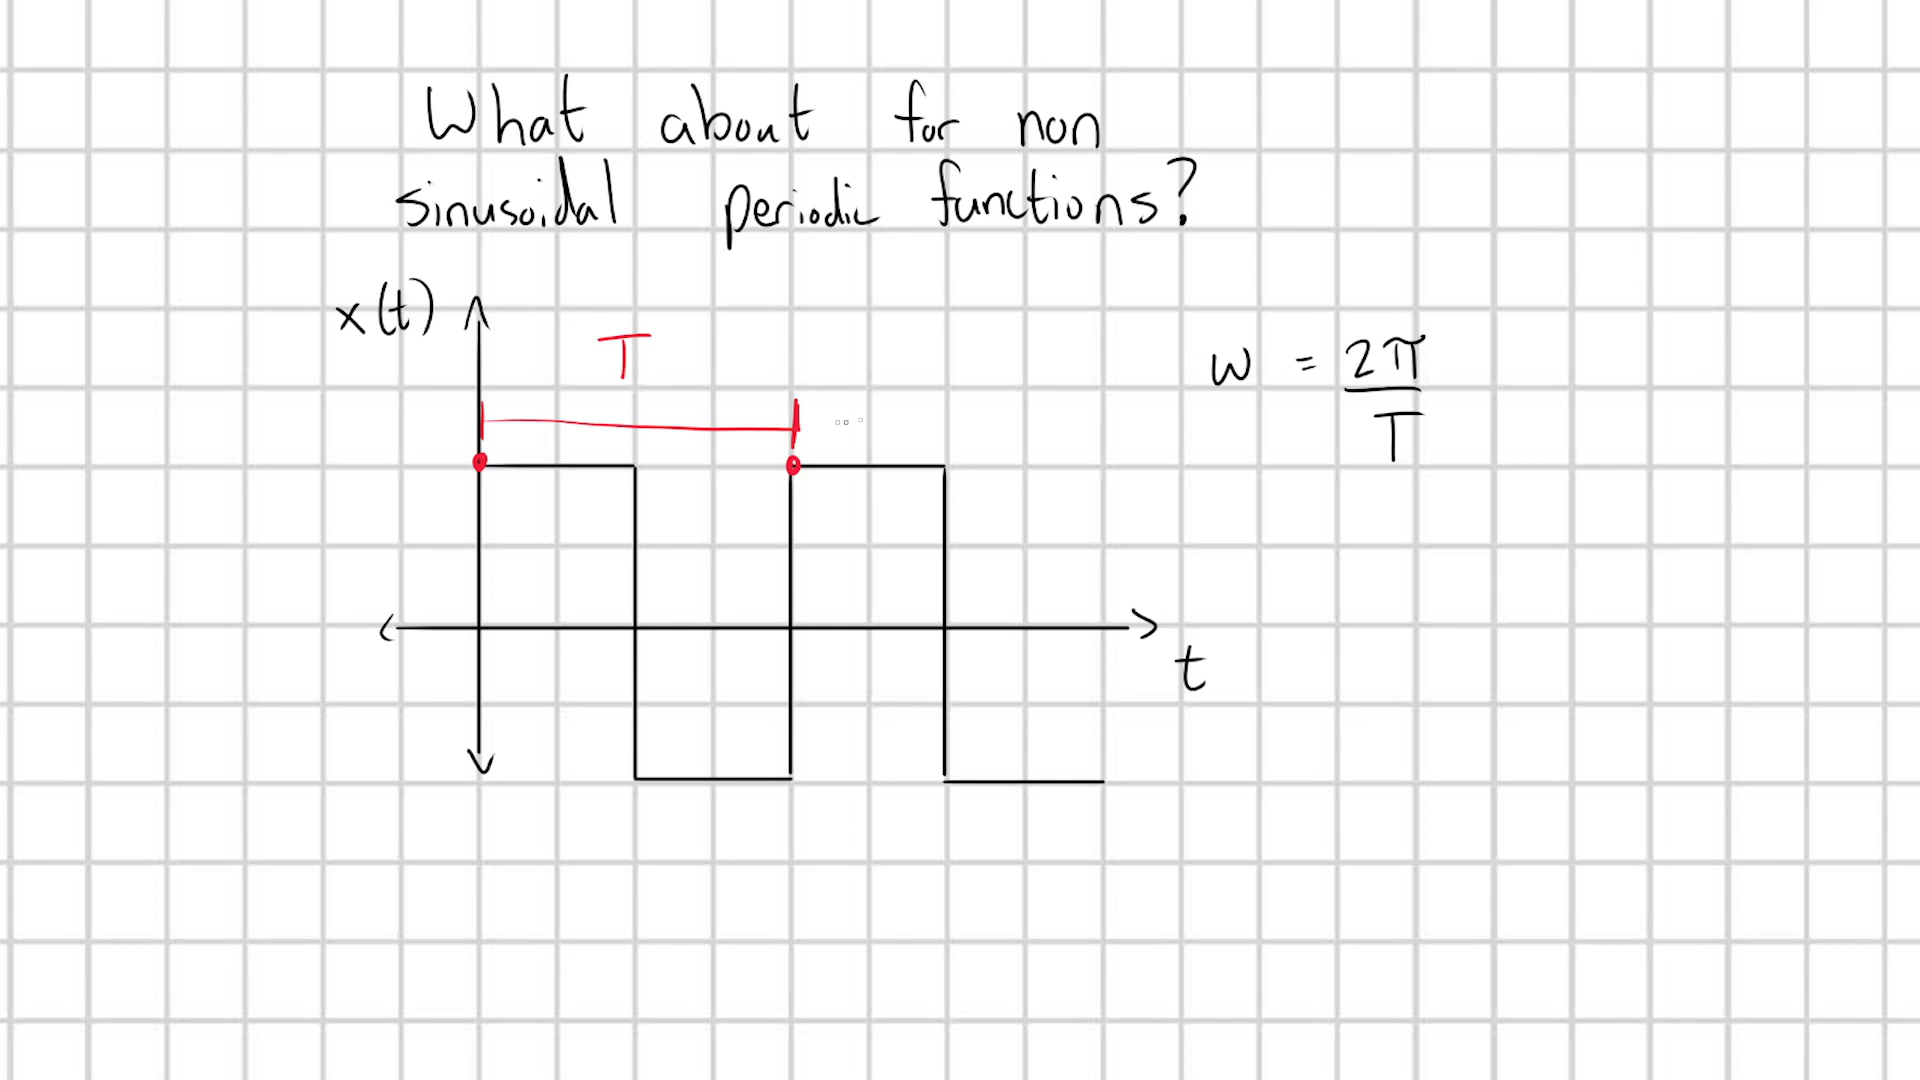 What about for non
sinusoidal periodic functions?
x(t)
T
w = 2π
T
t